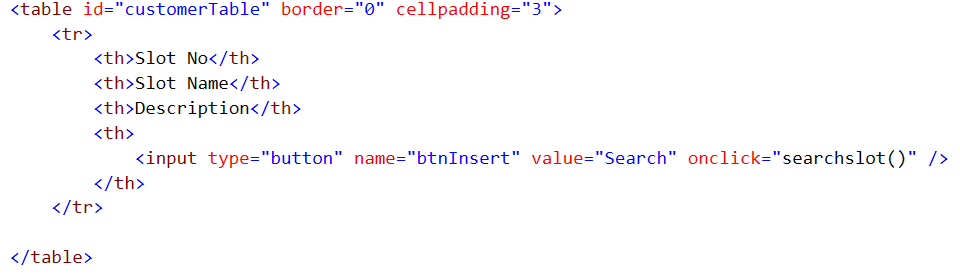 <table id="customerTable" border="0" cellpadding="3">
<tr>
<th>Slot No</th>
<th>Slot Name</th>
<th>Description</th>
<th>
<input type="button" name="btnInsert" value="Search" onclick="searchslot()" />
</th>
</tr>
</table>